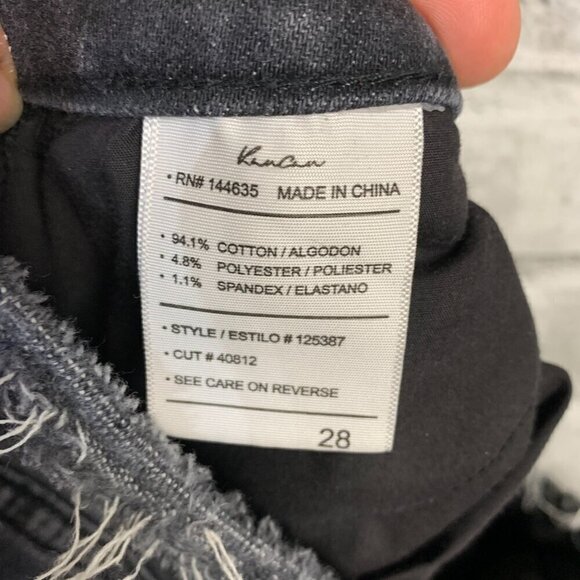 KanCan
• RN# 144635 MADE IN CHINA
• 94.1% COTTON / ALGODON
• 4.8% POLYESTER / POLIESTER
• 1.1% SPANDEX / ELASTANO
• STYLE / ESTILO # 125387
• CUT # 40812
• SEE CARE ON REVERSE
28